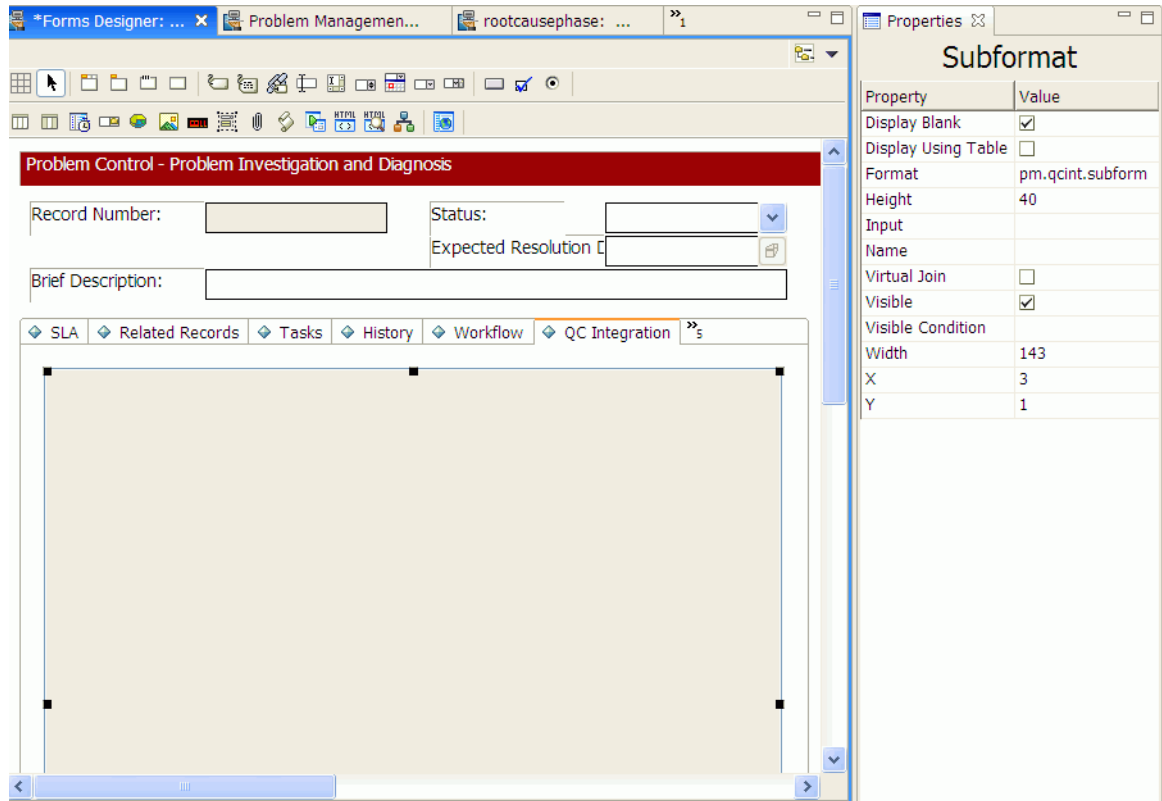 *Forms Designer: ...
Problem Managemen...
rootcausephase: ...
»1
Properties
Subformat
Property Value
Display Blank
Display Using Table
Format pm.qcint.subform
Height 40
Input
Name
Virtual Join
Visible
Visible Condition
Width 143
X 3
Y 1
HTML HTML
Problem Control - Problem Investigation and Diagnosis
Record Number:
Status:
Expected Resolution D
Brief Description:
SLA Related Records Tasks History Workflow QC Integration »5